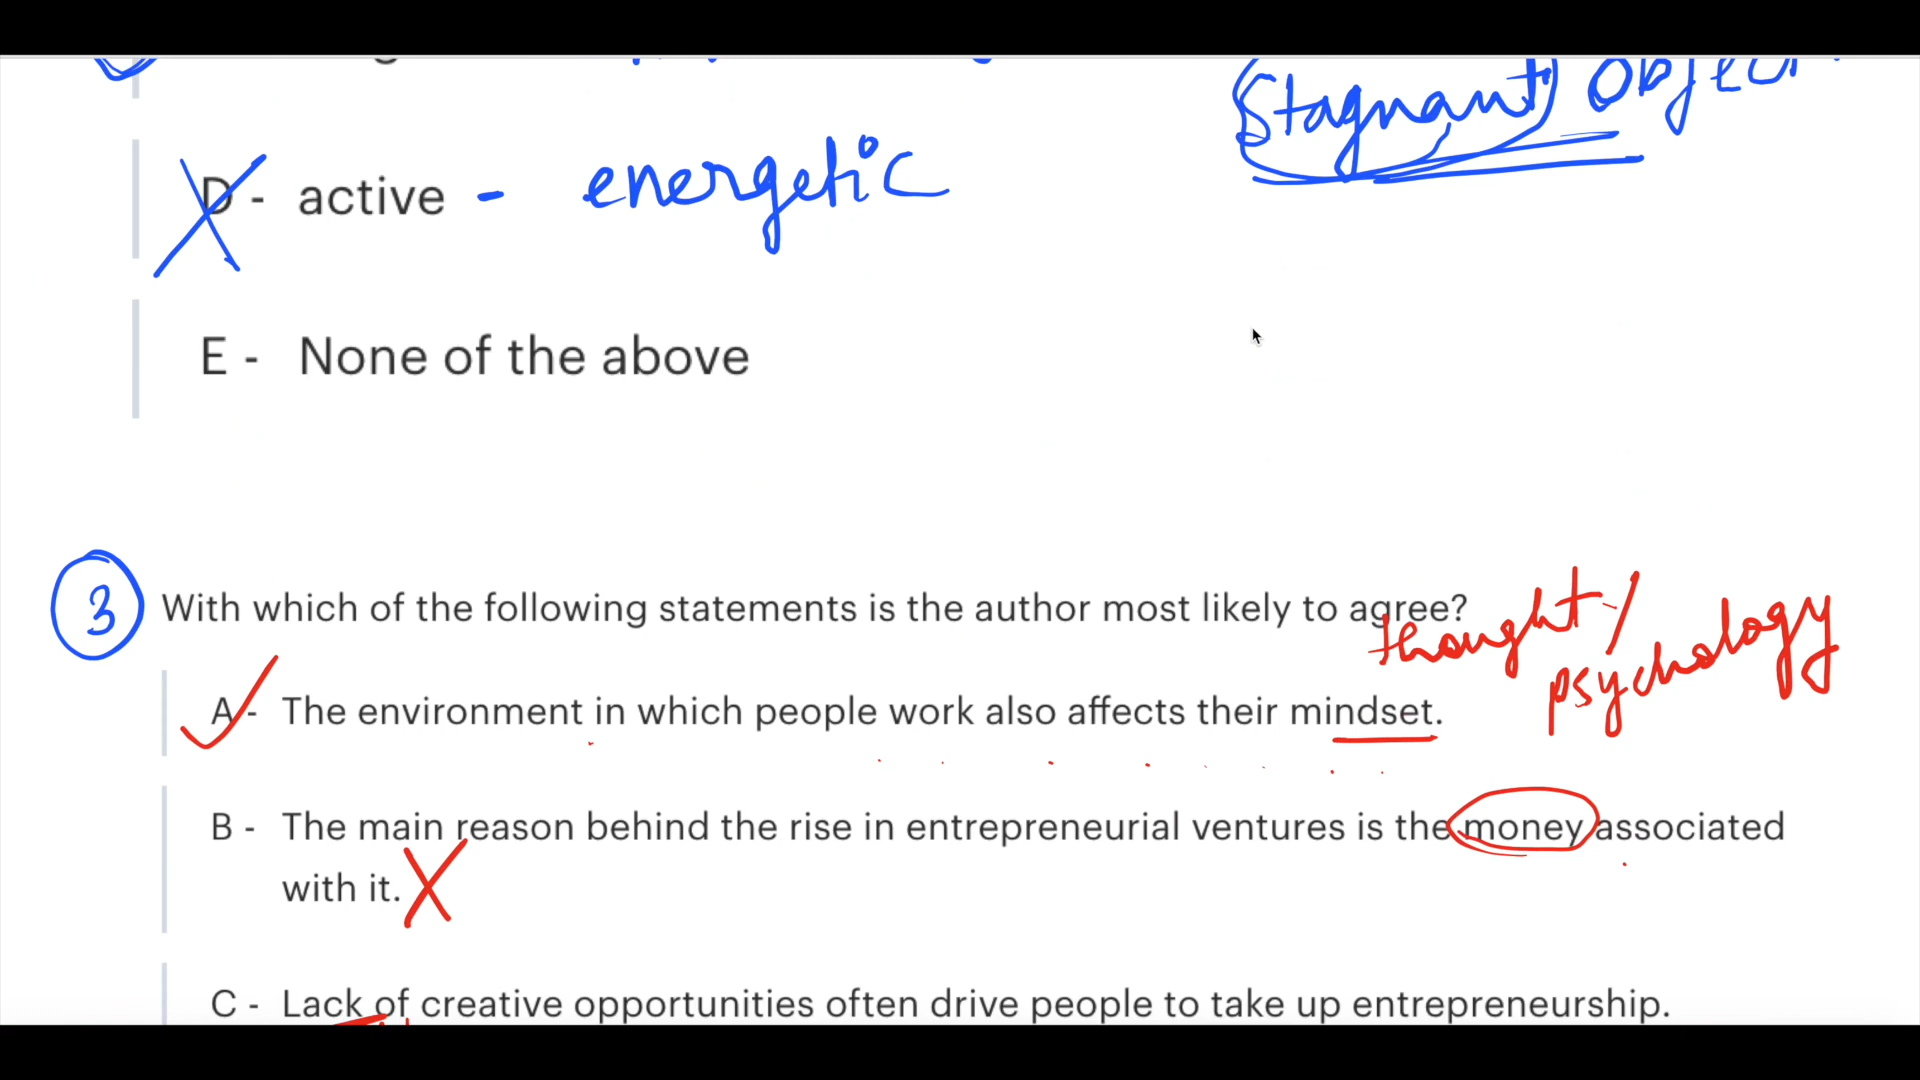 (Stagnant) Object
D - active - energetic
E - None of the above
3 With which of the following statements is the author most likely to agree?
thought /
psychology
A - The environment in which people work also affects their mindset.
B - The main reason behind the rise in entrepreneurial ventures is the money associated
with it.
C - Lack of creative opportunities often drive people to take up entrepreneurship.